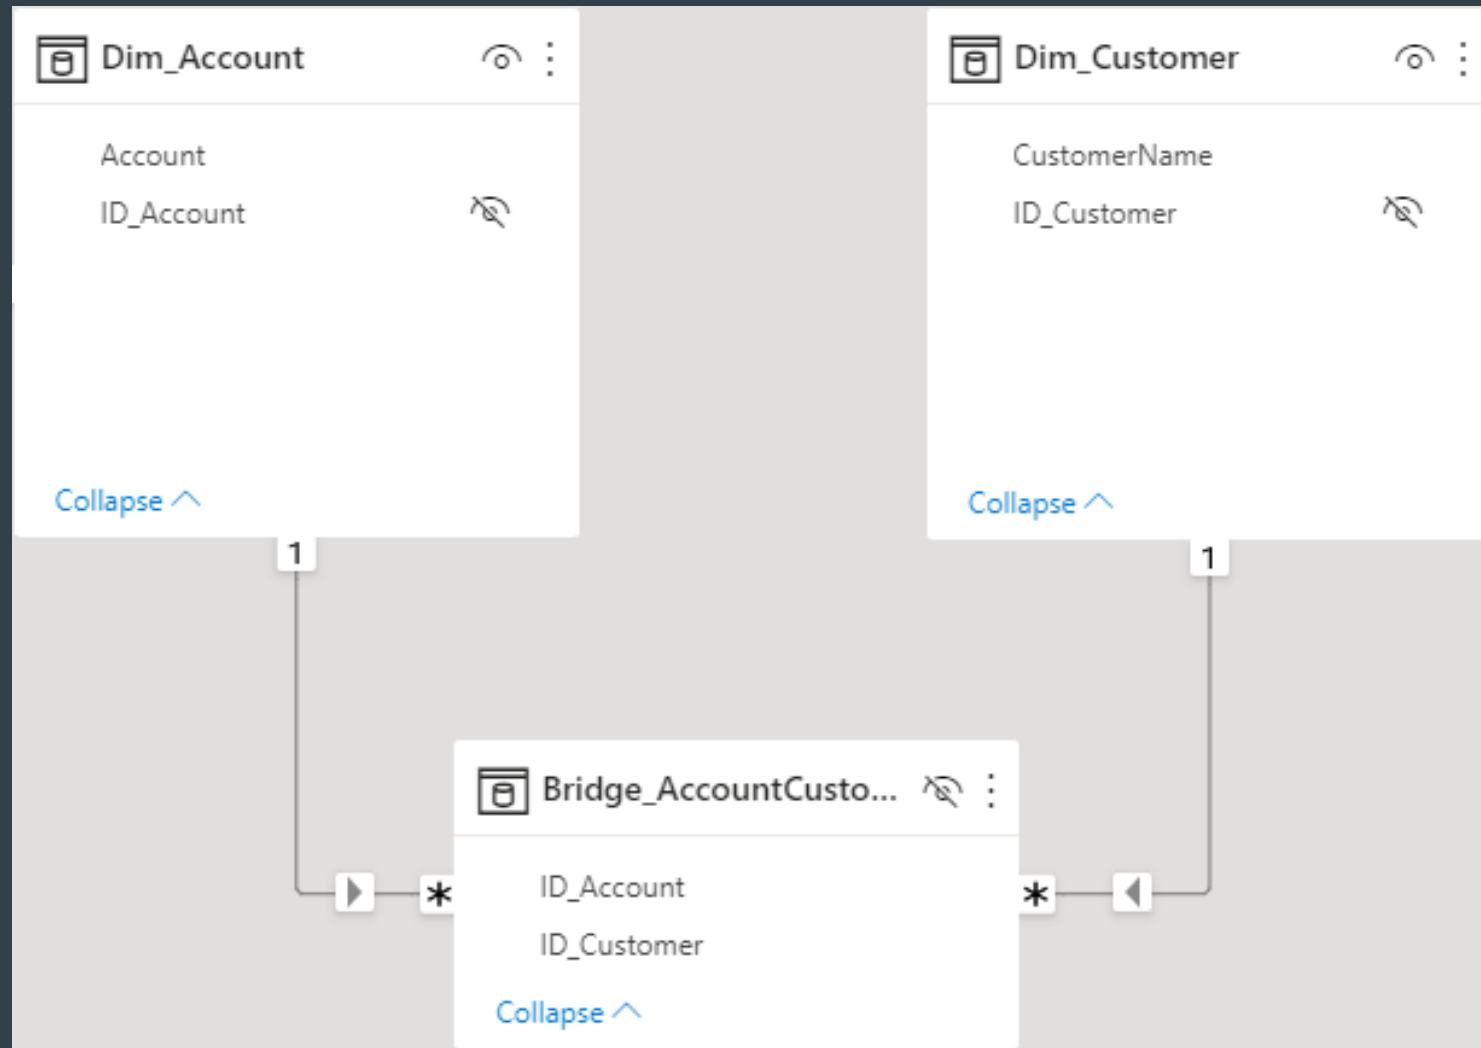 Dim_Account
Account
ID_Account
Collapse
1
Dim_Customer
CustomerName
ID_Customer
Collapse
1
Bridge_AccountCusto...
* *
ID_Account
ID_Customer
Collapse